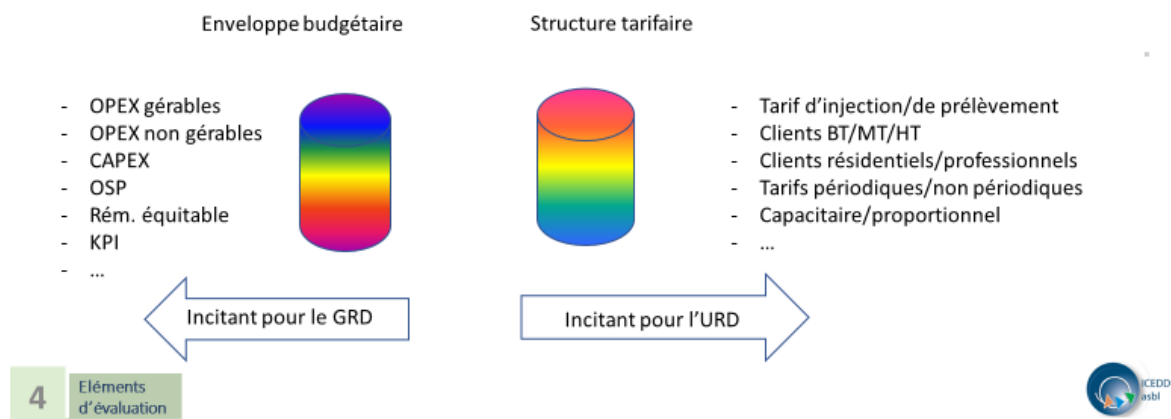 Enveloppe budgétaire
- OPEX gérables
- OPEX non gérables
- CAPEX
- OSP
- Rém. équitable
- KPI
- ...
Incitant pour le GRD
Structure tarifaire
- Tarif d'injection/de prélèvement
- Clients BT/MT/HT
- Clients résidentiels/professionnels
- Tarifs périodiques/non périodiques
- Capacitaire/proportionnel
- ...
Incitant pour l'URD
4
Eléments
d'évaluation
ICEDD
asbl